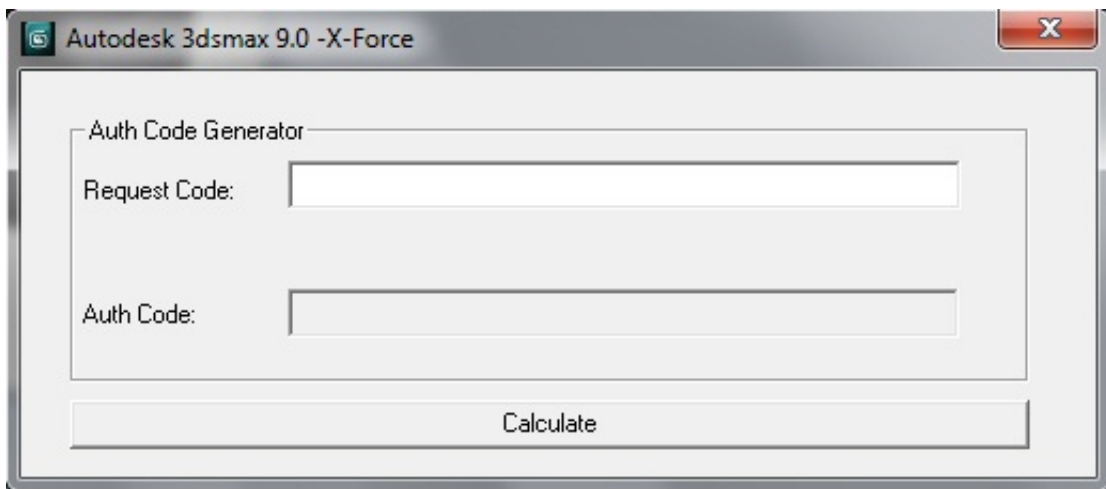 Autodesk 3dsmax 9.0 -X-Force
Auth Code Generator
Request Code:
Auth Code:
Calculate